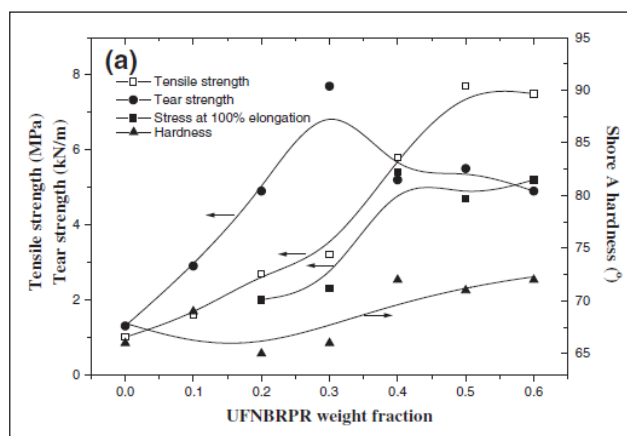 (a)
Tensile strength
Tear strength
Stress at 100% elongation
Hardness
Tensile strength (MPa)
Tear strength (kN/m)
8
6
4
2
0
95
90
85
80
75
70
65
Shore A hardness (°)
0.0 0.1 0.2 0.3 0.4 0.5 0.6
UFNBRPR weight fraction